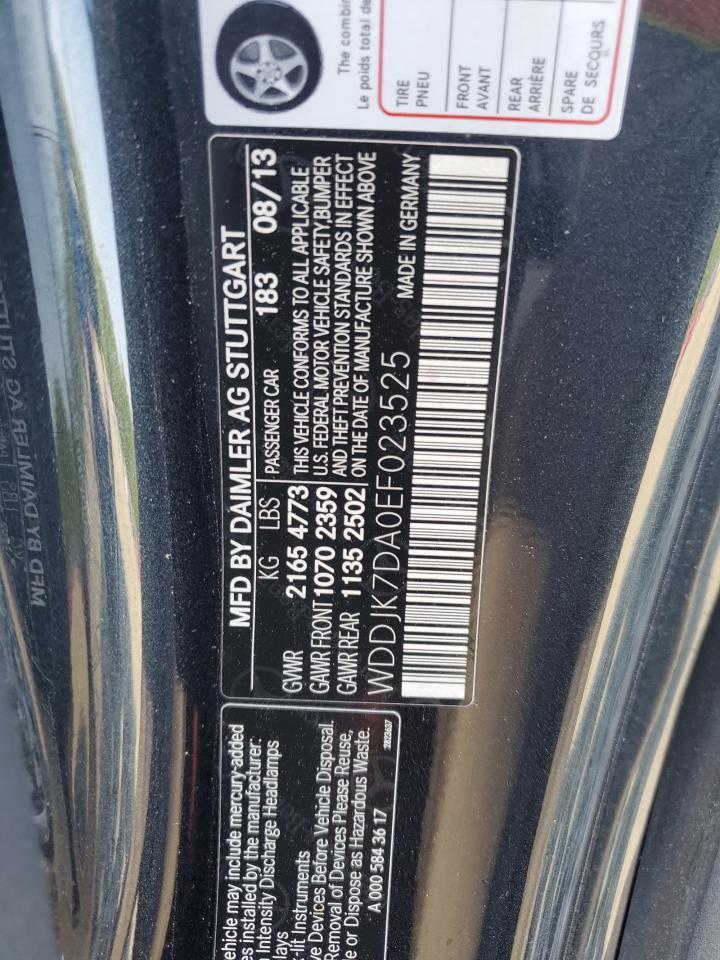 The combin
Le poids total de
TIRE
PNEU
FRONT
AVANT
REAR
ARRIÈRE
SPARE
DE SECOURS
MFD BY DAIMLER AG STUTTGART
KG LBS PASSENGER CAR 183 08/13
GVWR 2165 4773
GAWR FRONT 1070 2359
GAWR REAR 1135 2502
THIS VEHICLE CONFORMS TO ALL APPLICABLE
U.S. FEDERAL MOTOR VEHICLE SAFETY, BUMPER
AND THEFT PREVENTION STANDARDS IN EFFECT
ON THE DATE OF MANUFACTURE SHOWN ABOVE
WDDJK7DA0EF023525 MADE IN GERMANY
ehicle may include mercury-added
es installed by the manufacturer:
n Intensity Discharge Headlamps
lays
k-lit Instruments
e Devices Before Vehicle Disposal.
Removal of Devices Please Reuse,
e or Dispose as Hazardous Waste.
A 000 584 36 17
MFD BY DAIMLER AG STUTT